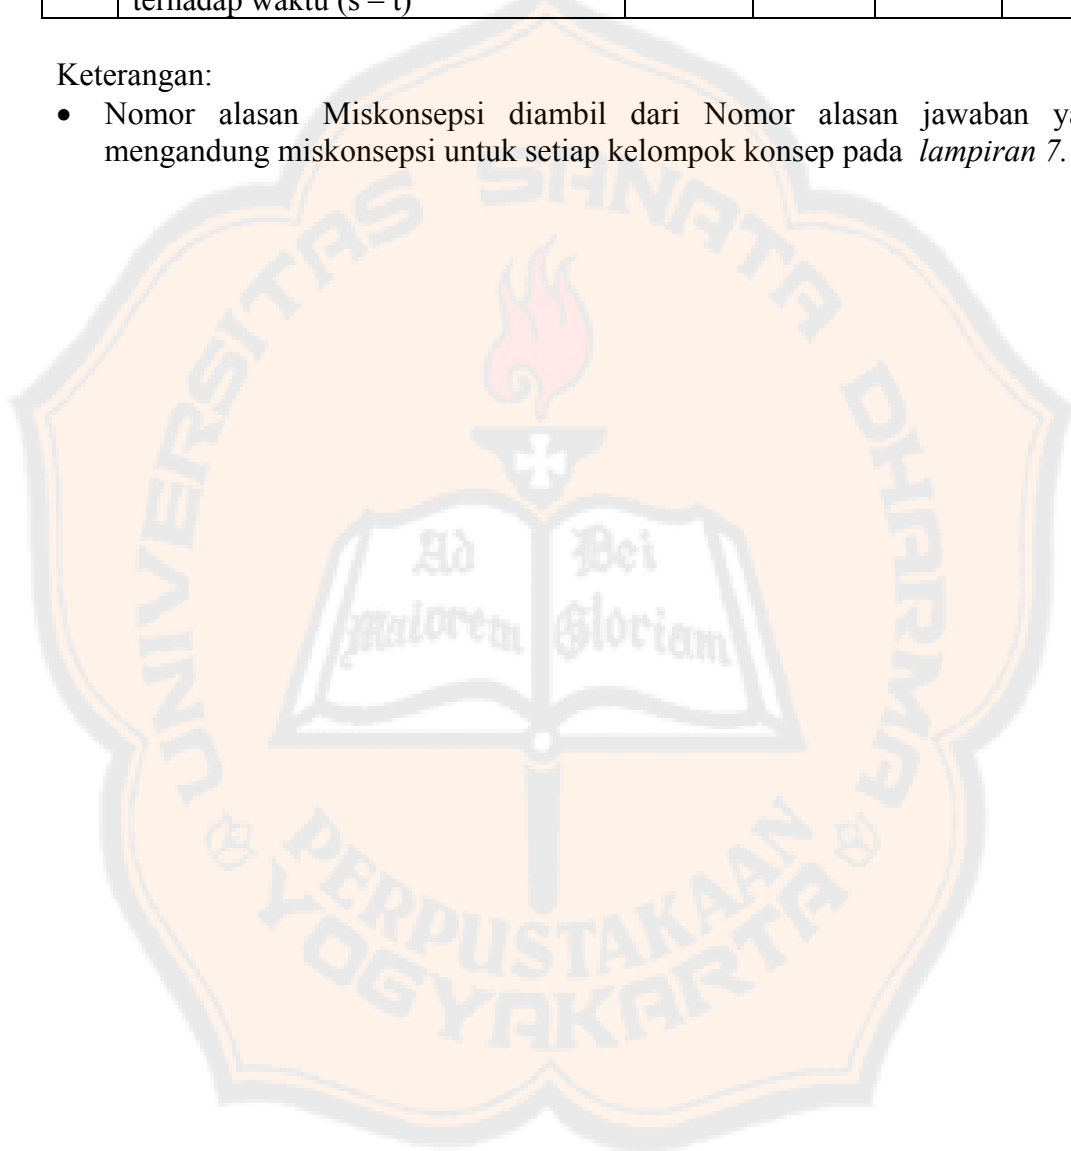 terhadap waktu (s – t)
Keterangan:
• Nomor alasan Miskonsepsi diambil dari Nomor alasan jawaban
mengandung miskonsepsi untuk setiap kelompok konsep pada lampiran 7.
UNIVERSITAS SANATA DHARMA
Ad Dei
Maiorem Gloriam
PERPUSTAKAAN
YOGYAKARTA